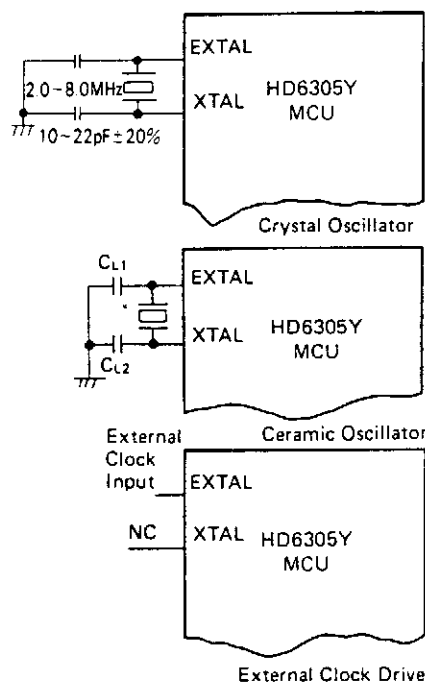 EXTAL
2.0~8.0MHz
HD6305Y
MCU
XTAL
10~22pF±20%
Crystal Oscillator
CL1
EXTAL
*
HD6305Y
MCU
XTAL
CL2
Ceramic Oscillator
External
Clock
Input
EXTAL
NC
XTAL
HD6305Y
MCU
External Clock Drive